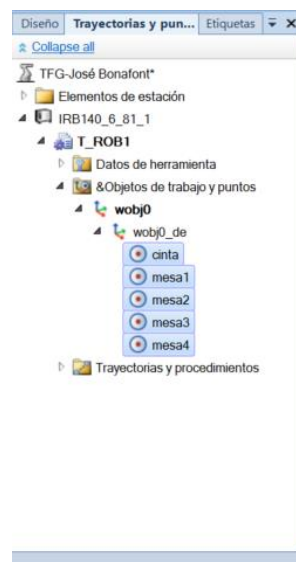 Diseño Trayectorias y pun... Etiquetas
Collapse all
TFG-José Bonafont*
Elementos de estación
IRB140_6_81_1
T_ROB1
Datos de herramienta
&Objetos de trabajo y puntos
wobj0
wobj0_de
cinta
mesa1
mesa2
mesa3
mesa4
Trayectorias y procedimientos